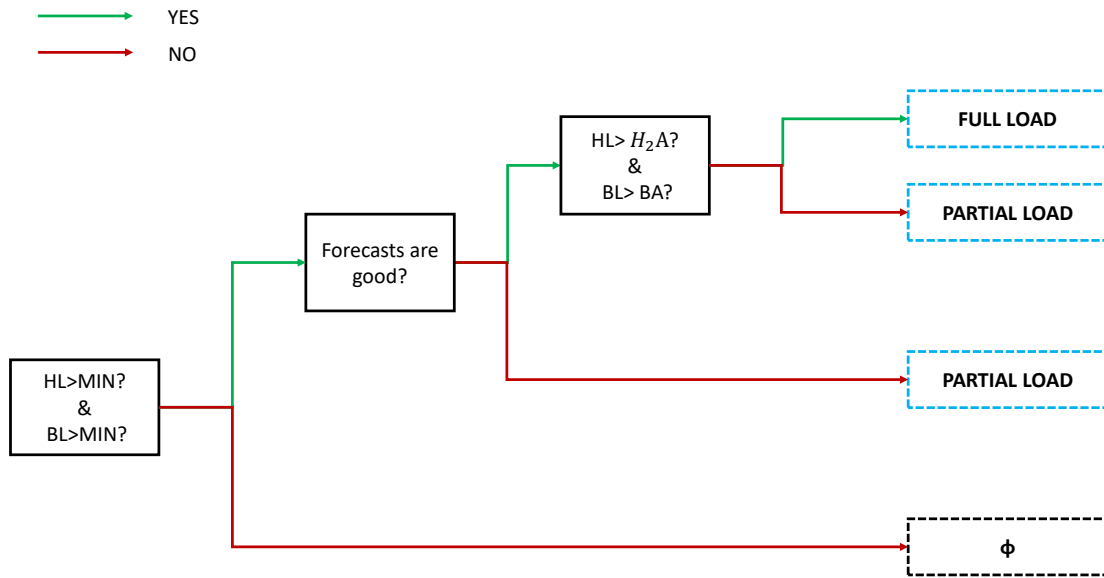 YES
NO
HL> H₂A?
&
BL> BA?
FULL LOAD
PARTIAL LOAD
Forecasts are
good?
PARTIAL LOAD
HL>MIN?
&
BL>MIN?
ϕ